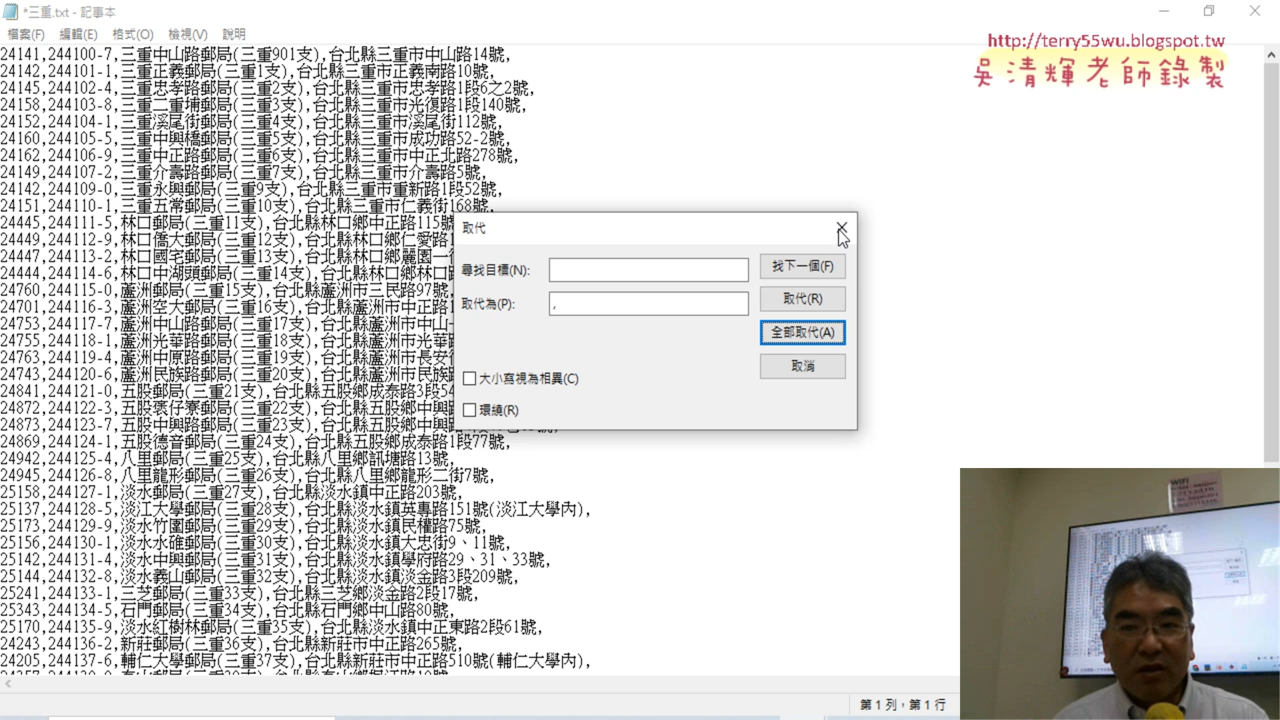 *三重.txt - 記事本
檔案(F) 編輯(E) 格式(O) 檢視(V) 說明
http://terry55wu.blogspot.tw
吳清輝老師錄製
24141,244100-7,三重中山路郵局(三重901支),台北縣三重市中山路14號,
24142,244101-1,三重正義郵局(三重1支),台北縣三重市正義南路10號,
24145,244102-4,三重忠孝路郵局(三重2支),台北縣三重市忠孝路1段6之2號,
24158,244103-8,三重二重埔郵局(三重3支),台北縣三重市光復路1段140號,
24152,244104-1,三重溪尾街郵局(三重4支),台北縣三重市溪尾街112號,
24160,244105-5,三重中興橋郵局(三重5支),台北縣三重市成功路52-2號,
24162,244106-9,三重中正路郵局(三重6支),台北縣三重市中正北路278號,
24149,244107-2,三重介壽路郵局(三重7支),台北縣三重市介壽路5號,
24142,244109-0,三重永興郵局(三重9支),台北縣三重市重新路1段52號,
24151,244110-1,三重五常郵局(三重10支),台北縣三重市仁義街168號,
24445,244111-5,林口郵局(三重11支),台北縣林口鄉中正路115號
24449,244112-9,林口僑大郵局(三重12支),台北縣林口鄉仁愛路1
24447,244113-2,林口國宅郵局(三重13支),台北縣林口鄉麗園一
24444,244114-6,林口中湖頭郵局(三重14支),台北縣林口鄉林口
24760,244115-0,蘆洲郵局(三重15支),台北縣蘆洲市三民路97號,
24701,244116-3,蘆洲空大郵局(三重16支),台北縣蘆洲市中正路1
24753,244117-7,蘆洲中山路郵局(三重17支),台北縣蘆洲市中山
24755,244118-1,蘆洲光華路郵局(三重18支),台北縣蘆洲市光華
24763,244119-4,蘆洲中原路郵局(三重19支),台北縣蘆洲市長安
24743,244120-6,蘆洲民族路郵局(三重20支),台北縣蘆洲市民族
24841,244121-0,五股郵局(三重21支),台北縣五股鄉成泰路3段54
24872,244122-3,五股褒仔寮郵局(三重22支),台北縣五股鄉中興
24873,244123-7,五股中興路郵局(三重23支),台北縣五股鄉中興
24869,244124-1,五股德音郵局(三重24支),台北縣五股鄉成泰路1段77號,
24942,244125-4,八里郵局(三重25支),台北縣八里鄉訊塘路13號,
24945,244126-8,八里龍形郵局(三重26支),台北縣八里鄉龍形二街7號,
25158,244127-1,淡水郵局(三重27支),台北縣淡水鎮中正路203號,
25137,244128-5,淡江大學郵局(三重28支),台北縣淡水鎮英專路151號(淡江大學內),
25173,244129-9,淡水竹圍郵局(三重29支),台北縣淡水鎮民權路75號,
25156,244130-1,淡水水碓郵局(三重30支),台北縣淡水鎮大忠街9、11號,
25142,244131-4,淡水中興郵局(三重31支),台北縣淡水鎮學府路29、31、33號,
25144,244132-8,淡水義山郵局(三重32支),台北縣淡水鎮淡金路3段209號,
25241,244133-1,三芝郵局(三重33支),台北縣三芝鄉淡金路2段17號,
25343,244134-5,石門郵局(三重34支),台北縣石門鄉中山路80號,
25170,244135-9,淡水紅樹林郵局(三重35支),台北縣淡水鎮中正東路2段61號,
24243,244136-2,新莊郵局(三重36支),台北縣新莊市中正路265號,
24205,244137-6,輔仁大學郵局(三重37支),台北縣新莊市中正路510號(輔仁大學內),
取代
尋找目標(N):
找下一個(F)
取代為(P): ,
取代(R)
全部取代(A)
取消
大小寫視為相異(C)
環繞(R)
WIFI
第 1 列，第 1 行